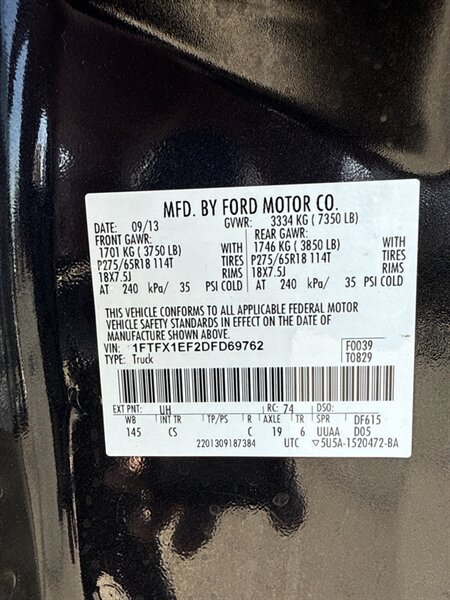 MFD. BY FORD MOTOR CO.
DATE: 09/13 GVWR: 3334 KG ( 7350 LB)
FRONT GAWR: REAR GAWR:
1701 KG ( 3750 LB) WITH 1746 KG ( 3850 LB) WITH
P275/65R18 114T TIRES P275/65R18 114T TIRES
18X7.5J RIMS 18X7.5J RIMS
AT 240 kPa/ 35 PSI COLD AT 240 kPa/ 35 PSI COLD
THIS VEHICLE CONFORMS TO ALL APPLICABLE FEDERAL MOTOR
VEHICLE SAFETY STANDARDS IN EFFECT ON THE DATE OF
MANUFACTURE SHOWN ABOVE.
VIN: 1FTFX1EF2DFD69762 F0039
TYPE: Truck T0829
EXT PNT: UH RC: 74 DSO:
WB INT TR TP/PS R AXLE TR SPR DF615
145 CS C 19 6 UUAA D05
2201309187384 UTC ▽5U5A-1520472-BA